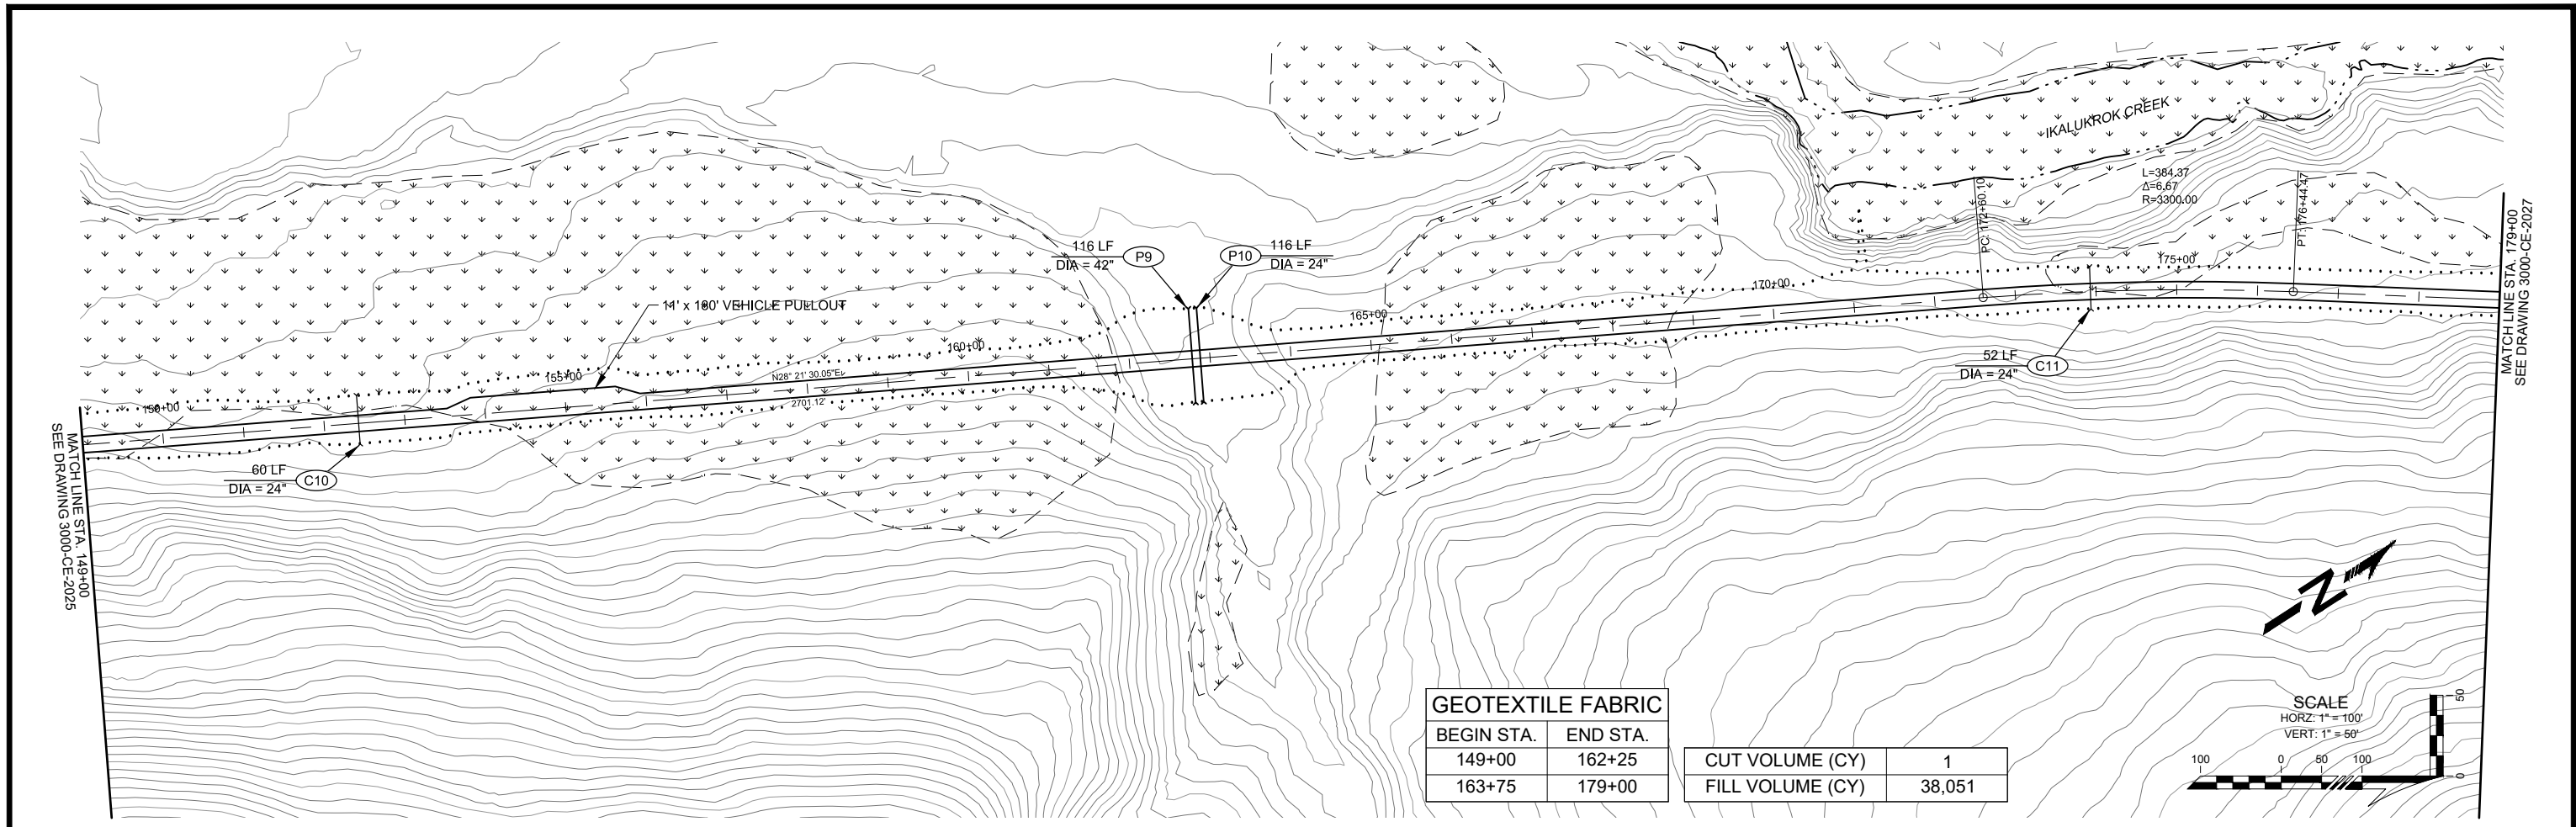 IKALUKROK CREEK
L=384.37
Δ=6.67
R=3300.00
PC: 172+60.10
PT: 176+44.47
116 LF
DIA = 42"
P9
P10
116 LF
DIA = 24"
11' x 100' VEHICLE PULLOUT
150+00
155+00
160+00
165+00
170+00
175+00
N28° 21' 30.05"E
2701.12'
60 LF
DIA = 24"
C10
52 LF
DIA = 24"
C11
MATCH LINE STA. 149+00
SEE DRAWING 3000-CE-2025
MATCH LINE STA. 179+00
SEE DRAWING 3000-CE-2027
N
GEOTEXTILE FABRIC
BEGIN STA. END STA.
149+00 162+25
163+75 179+00
CUT VOLUME (CY) 1
FILL VOLUME (CY) 38,051
SCALE
HORZ: 1" = 100'
VERT: 1" = 50'
100 0 50 100
50
0